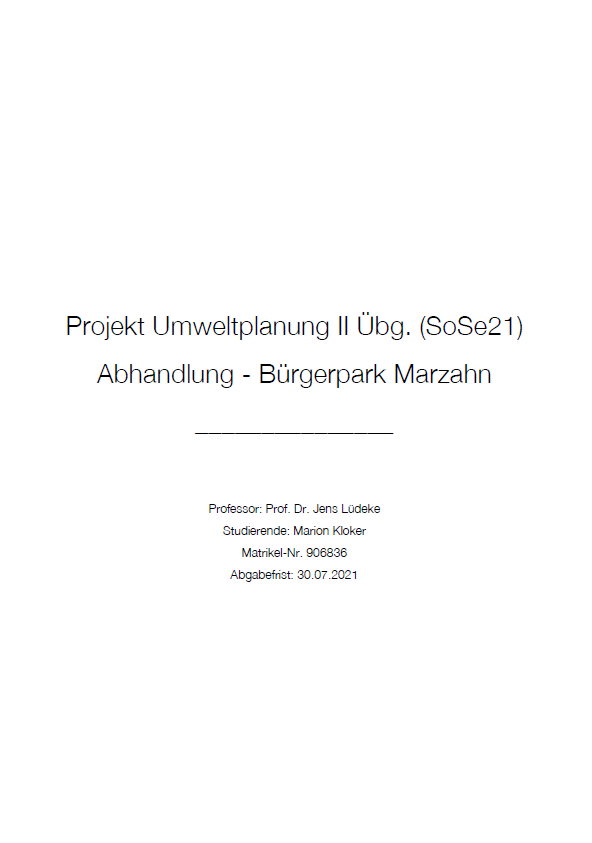 Projekt Umweltplanung II Übg. (SoSe21)
Abhandlung - Bürgerpark Marzahn
Professor: Prof. Dr. Jens Lüdeke
Studierende: Marion Kloker
Matrikel-Nr. 906836
Abgabefrist: 30.07.2021